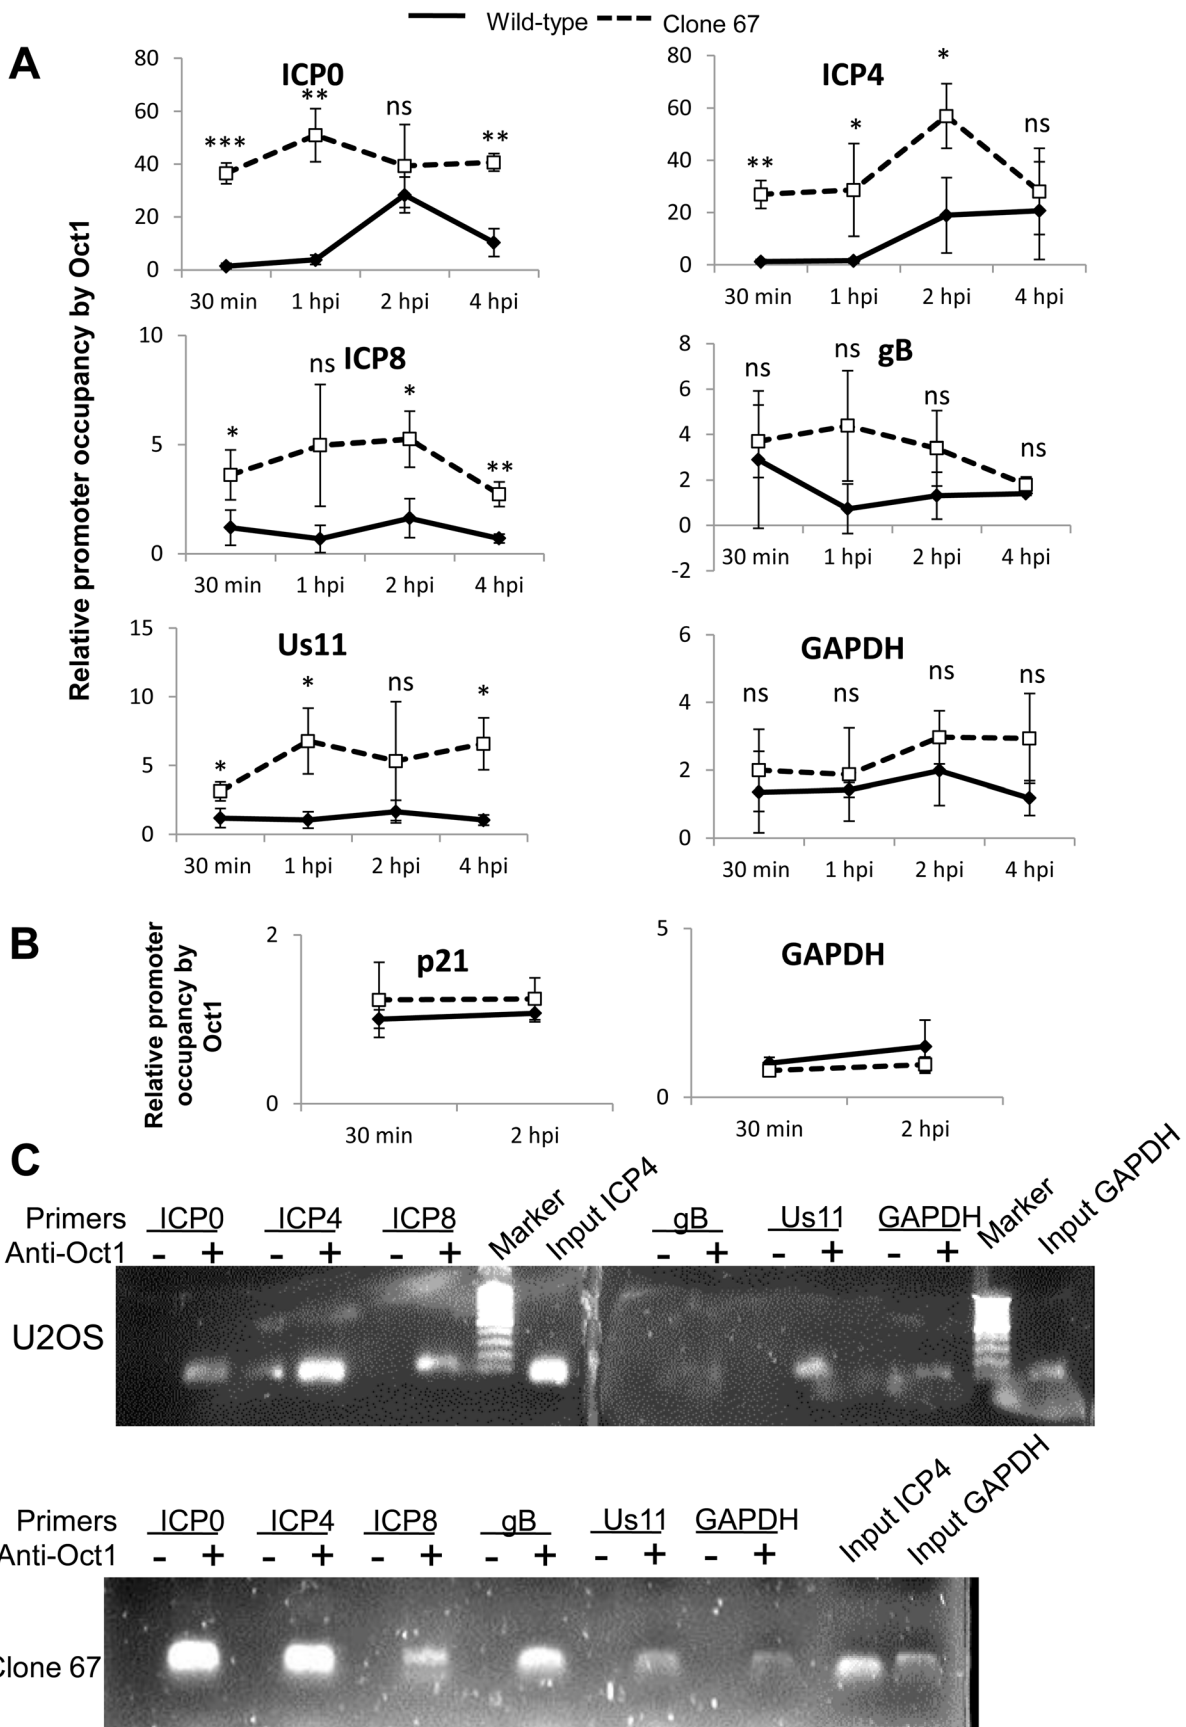 Wild-type Clone 67
A
Relative promoter occupancy by Oct1
ICP0
80
60
40
20
0
*** ** ns **
30 min 1 hpi 2 hpi 4 hpi
ICP4
80
60
40
20
0
** * * ns
30 min 1 hpi 2 hpi 4 hpi
ICP8
10
5
0
* ns * **
30 min 1 hpi 2 hpi 4 hpi
gB
8
6
4
2
0
-2
ns ns ns ns
30 min 1 hpi 2 hpi 4 hpi
Us11
15
10
5
0
* * ns *
30 min 1 hpi 2 hpi 4 hpi
GAPDH
6
4
2
0
ns ns ns ns
30 min 1 hpi 2 hpi 4 hpi
B
Relative promoter
occupancy by
Oct1
p21
2
0
30 min 2 hpi
GAPDH
5
0
30 min 2 hpi
C
Primers ICP0 ICP4 ICP8 Marker Input ICP4 gB Us11 GAPDH Marker Input GAPDH
Anti-Oct1 - + - + - + - + - + - +
U2OS
Primers ICP0 ICP4 ICP8 gB Us11 GAPDH Input ICP4 Input GAPDH
Anti-Oct1 - + - + - + - + - + - +
Clone 67